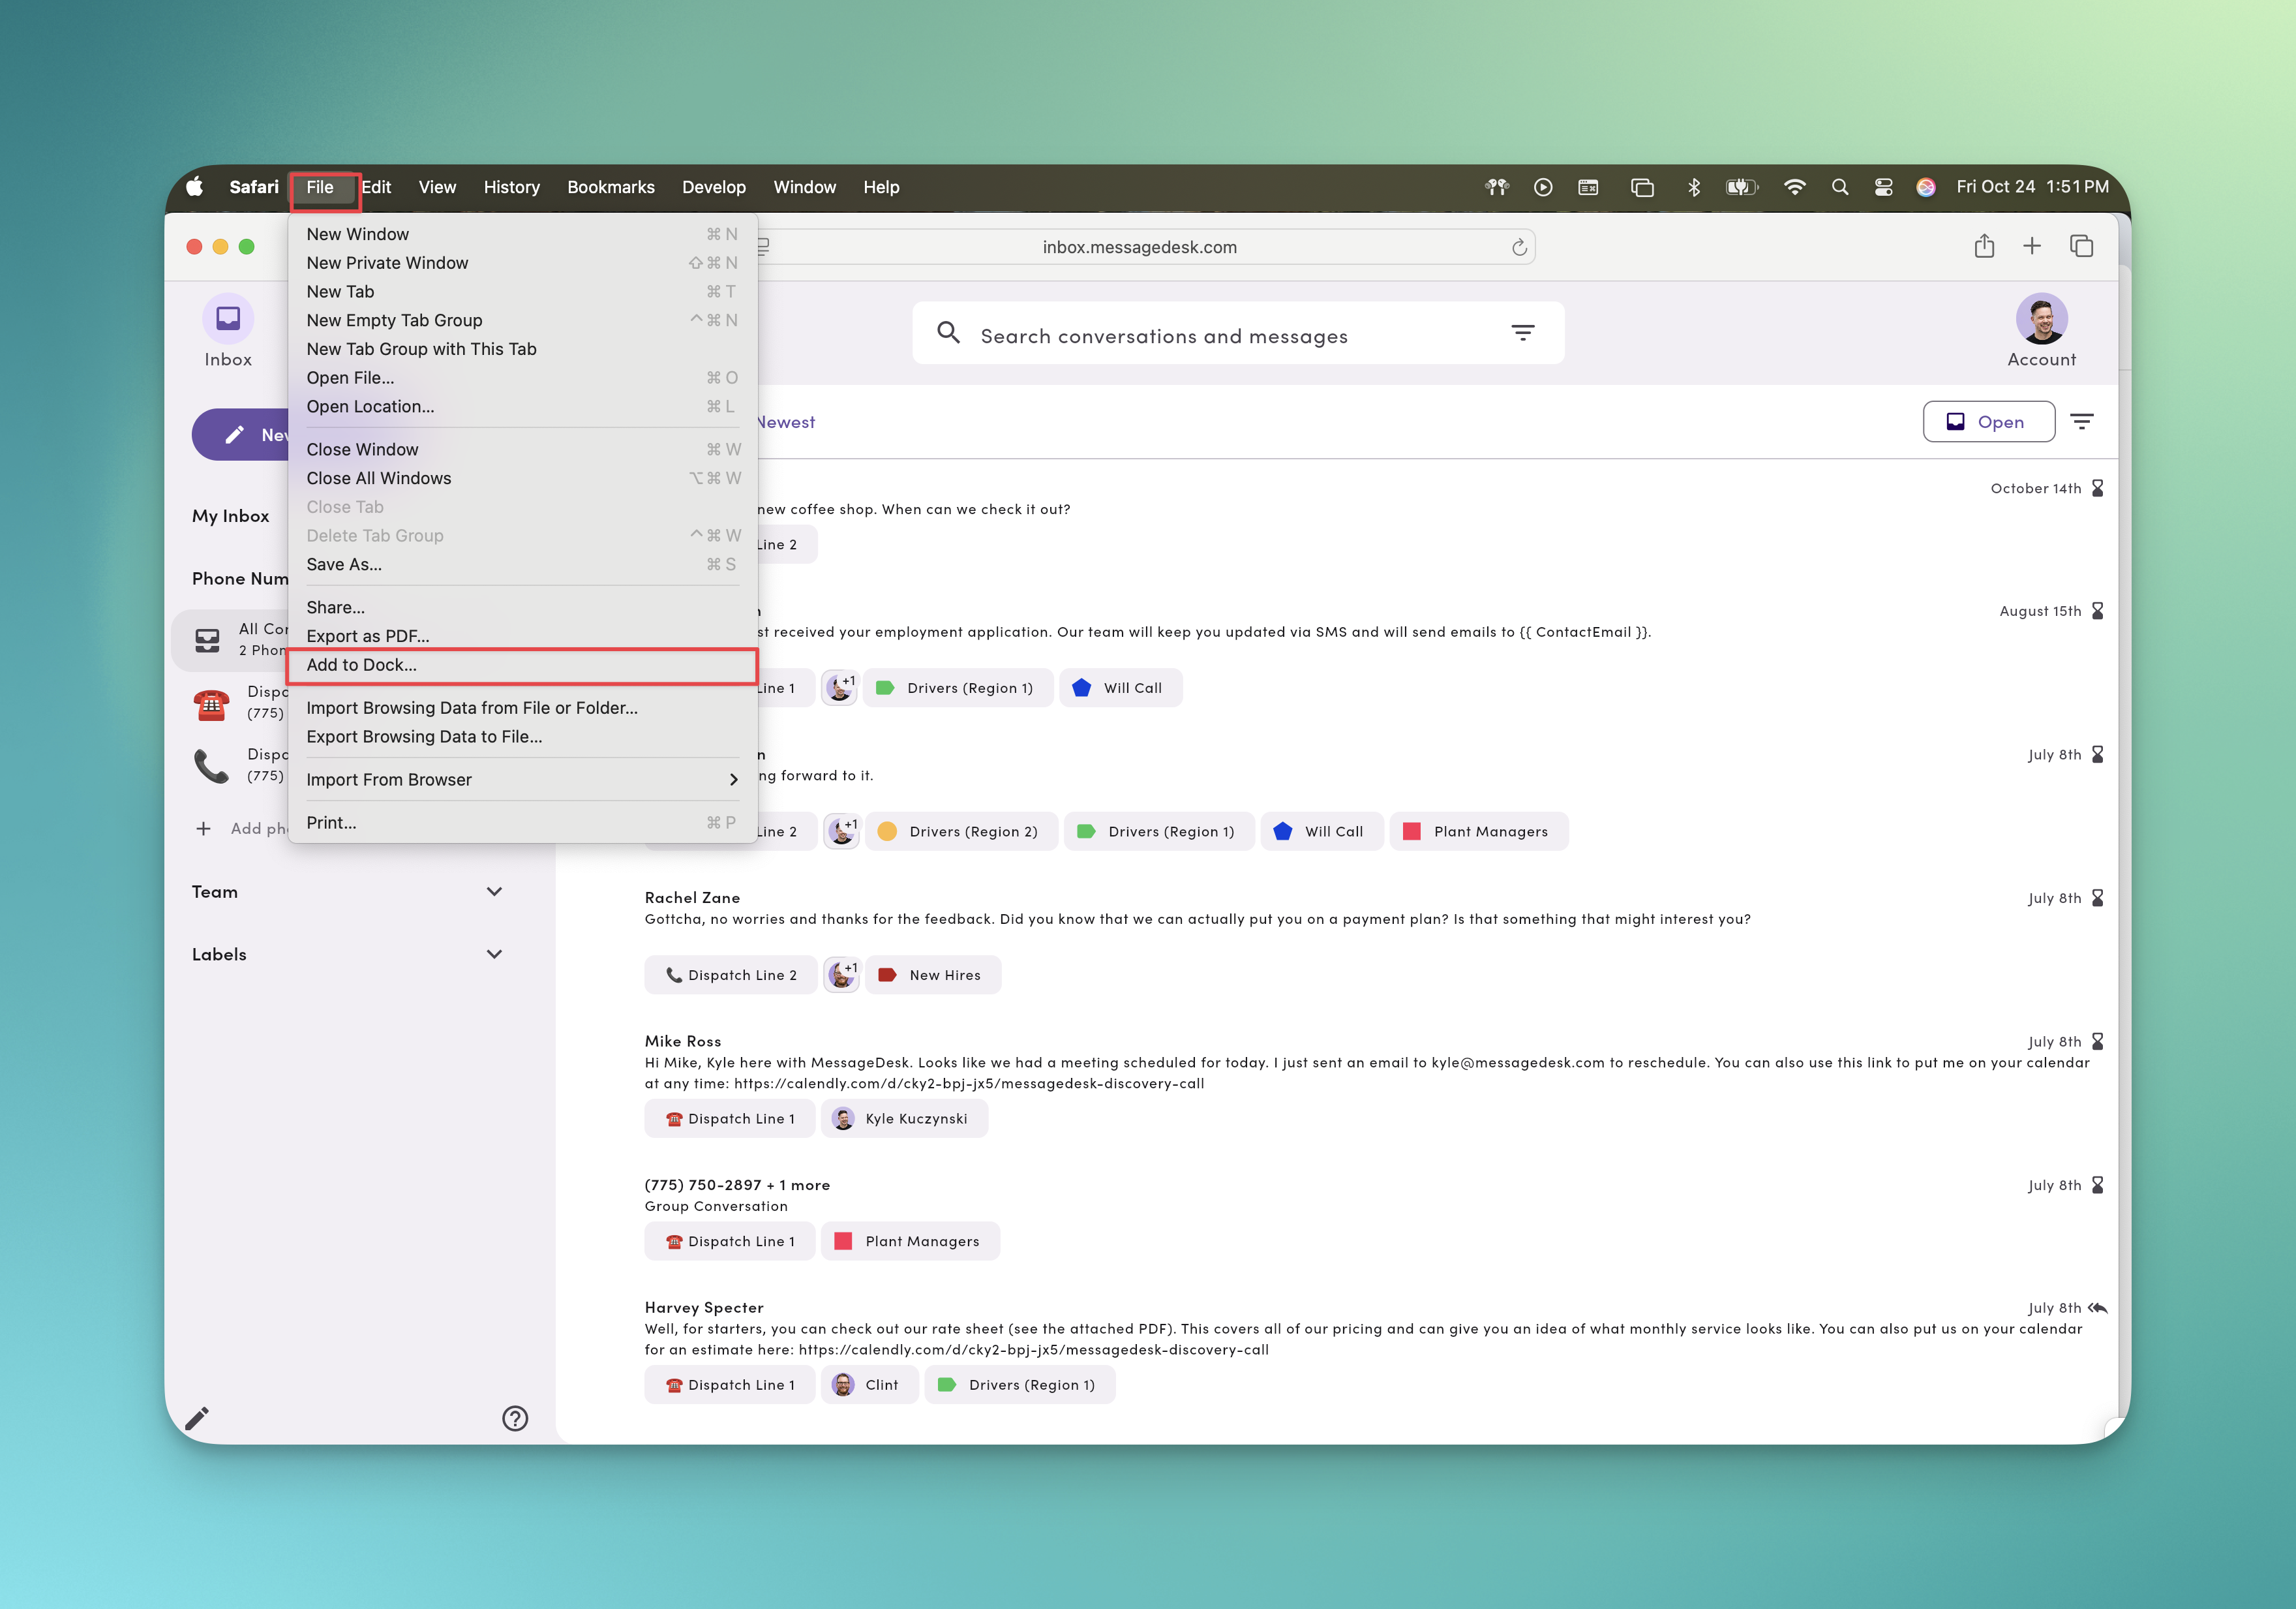 Safari File Edit View History Bookmarks Develop Window Help Fri Oct 24 1:51 PM
inbox.messagedesk.com
New Window ⌘ N
New Private Window ⇧ ⌘ N
New Tab ⌘ T
New Empty Tab Group ^ ⌘ N
New Tab Group with This Tab
Open File... ⌘ O
Open Location... ⌘ L
Close Window ⌘ W
Close All Windows ⌥ ⌘ W
Close Tab
Delete Tab Group ^ ⌘ W
Save As... ⌘ S
Share...
Export as PDF...
Add to Dock...
Import Browsing Data from File or Folder...
Export Browsing Data to File...
Import From Browser
Print... ⌘ P
Inbox
My Inbox
Phone
All
2
(775)
(775)
Add
Team
Labels
Search conversations and messages
Account
Newest
Open
October 14th
new coffee shop. When can we check it out?
Line 2
August 15th
received your employment application. Our team will keep you updated via SMS and will send emails to {{ ContactEmail }}.
Line 1 +1 Drivers (Region 1) Will Call
July 8th
forward to it.
Line 2 +1 Drivers (Region 2) Drivers (Region 1) Will Call Plant Managers
Rachel Zane July 8th
Gottcha, no worries and thanks for the feedback. Did you know that we can actually put you on a payment plan? Is that something that might interest you?
Dispatch Line 2 +1 New Hires
Mike Ross July 8th
Hi Mike, Kyle here with MessageDesk. Looks like we had a meeting scheduled for today. I just sent an email to kyle@messagedesk.com to reschedule. You can also use this link to put me on your calendar
at any time: https://calendly.com/d/cky2-bpj-jx5/messagedesk-discovery-call
Dispatch Line 1 Kyle Kuczynski
(775) 750-2897 + 1 more July 8th
Group Conversation
Dispatch Line 1 Plant Managers
Harvey Specter July 8th
Well, for starters, you can check out our rate sheet (see the attached PDF). This covers all of our pricing and can give you an idea of what monthly service looks like. You can also put us on your calendar
for an estimate here: https://calendly.com/d/cky2-bpj-jx5/messagedesk-discovery-call
Dispatch Line 1 Clint Drivers (Region 1)